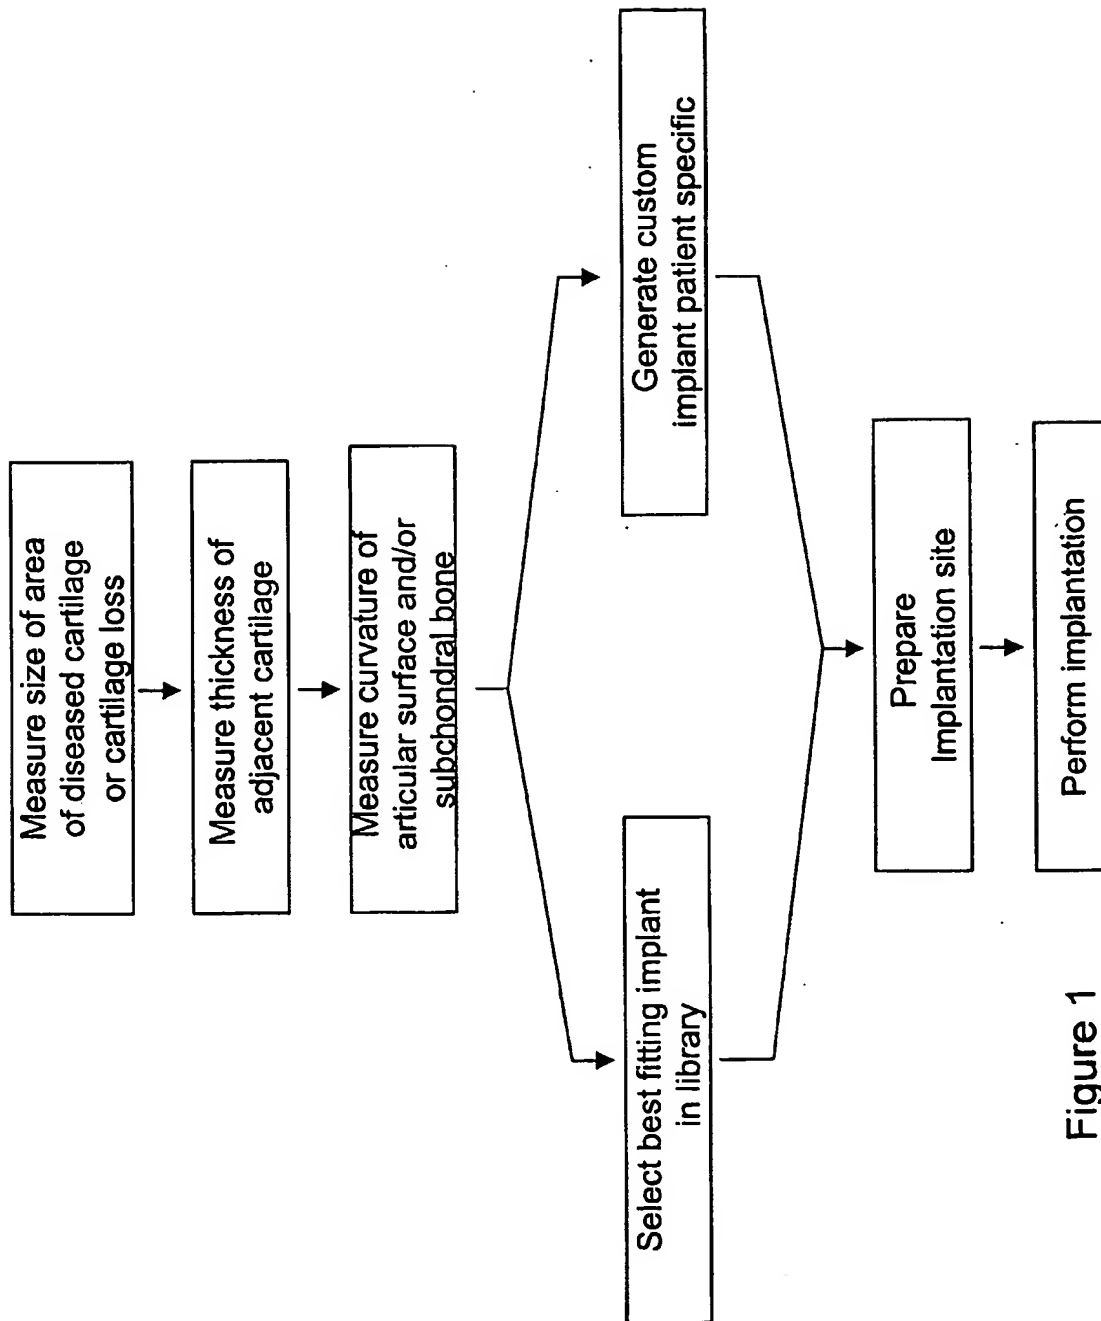 Measure size of area
of diseased cartilage
or cartilage loss
Measure thickness of
adjacent cartilage
Measure curvature of
articular surface and/or
subchondral bone
Select best fitting implant
in library
Generate custom
implant patient specific
Prepare
Implantation site
Perform implantation
Figure 1